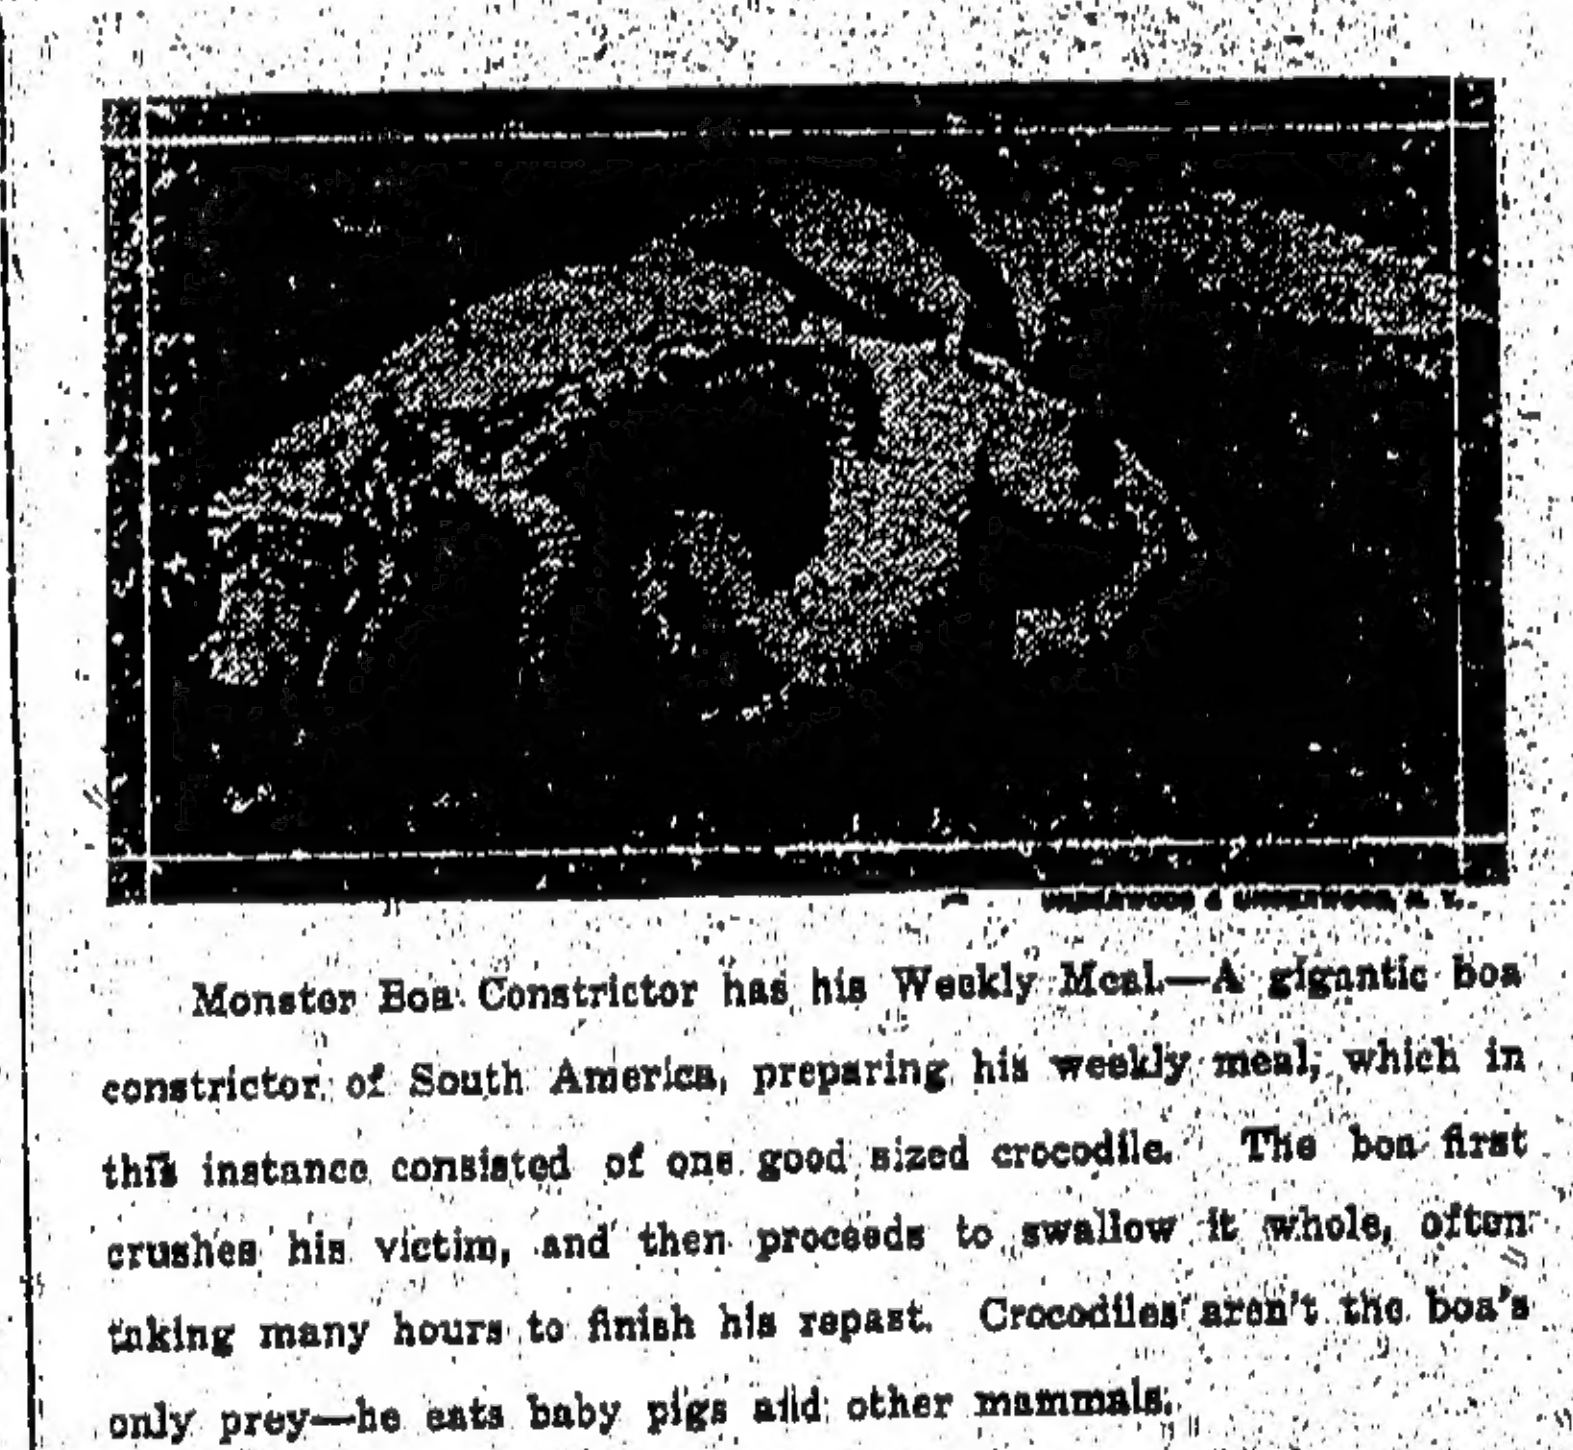 UNDERWOOD & UNDERWOOD, N. Y.
Monster Boa Constrictor has his Weekly Meal.—A gigantic boa
constrictor of South America, preparing his weekly meal, which in
this instance consisted of one good sized crocodile. The boa first
crushes his victim, and then proceeds to swallow it whole, often
taking many hours to finish his repast. Crocodiles aren't the boa's
only prey—he eats baby pigs and other mammals.